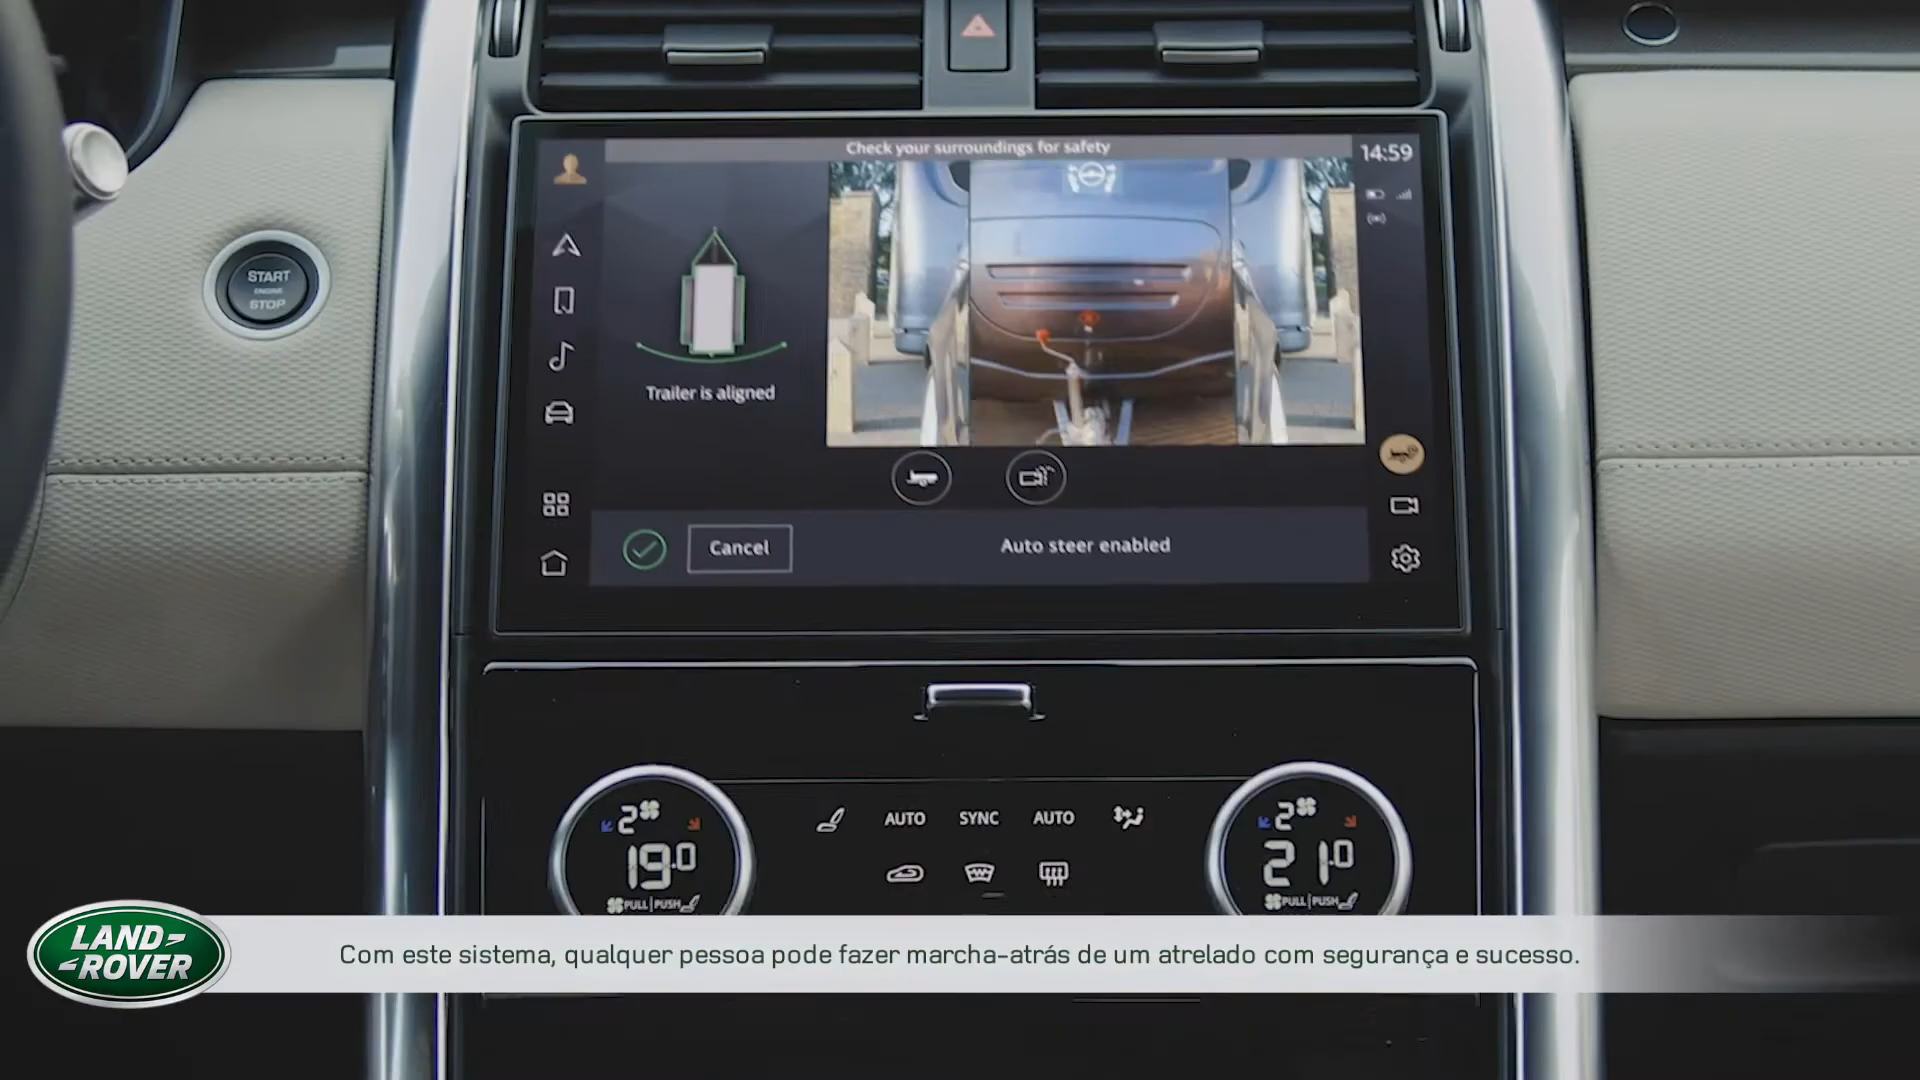 Check your surroundings for safety
14:59
START
ENGINE
STOP
Trailer is aligned
Cancel
Auto steer enabled
2
19.0
PULL|PUSH
AUTO SYNC AUTO
2
21.0
PULL|PUSH
LAND-
-ROVER
Com este sistema, qualquer pessoa pode fazer marcha-atrás de um atrelado com segurança e sucesso.